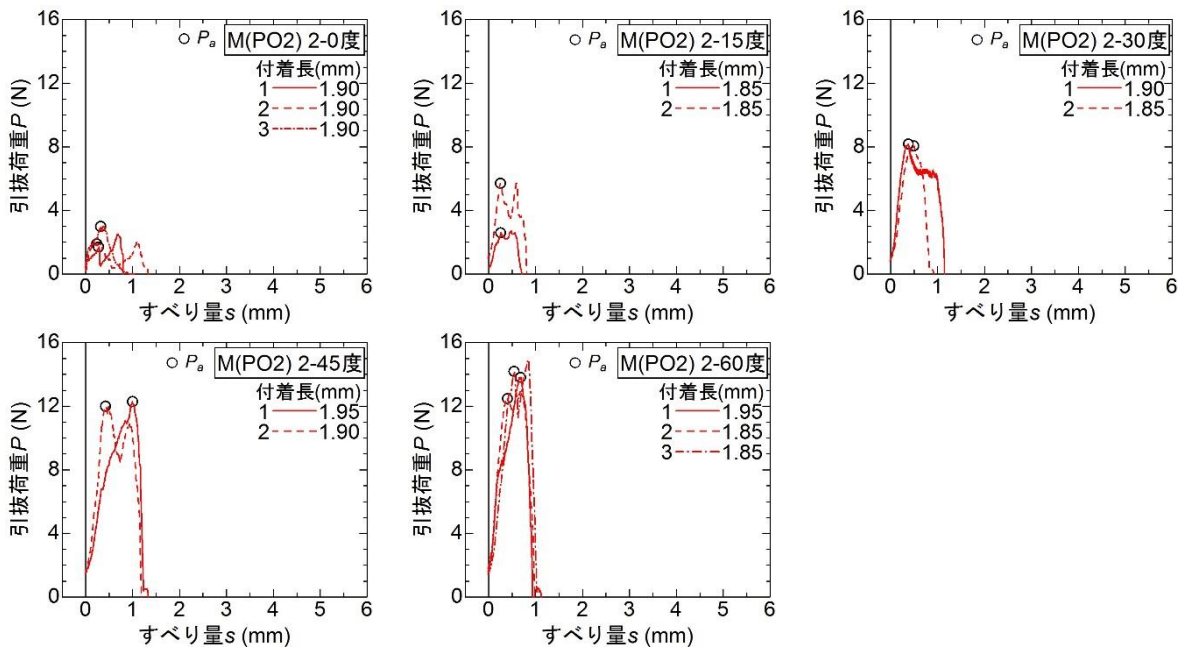 ○ Pa M(PO2) 2-0度
付着長(mm)
1 1.90
2 1.90
3 1.90
16
12
8
4
0
引抜荷重P (N)
0 1 2 3 4 5 6
すべり量s (mm)
○ Pa M(PO2) 2-15度
付着長(mm)
1 1.85
2 1.85
16
12
8
4
0
引抜荷重P (N)
0 1 2 3 4 5 6
すべり量s (mm)
○ Pa M(PO2) 2-30度
付着長(mm)
1 1.90
2 1.85
16
12
8
4
0
引抜荷重P (N)
0 1 2 3 4 5 6
すべり量s (mm)
○ Pa M(PO2) 2-45度
付着長(mm)
1 1.95
2 1.90
16
12
8
4
0
引抜荷重P (N)
0 1 2 3 4 5 6
すべり量s (mm)
○ Pa M(PO2) 2-60度
付着長(mm)
1 1.95
2 1.85
3 1.85
16
12
8
4
0
引抜荷重P (N)
0 1 2 3 4 5 6
すべり量s (mm)